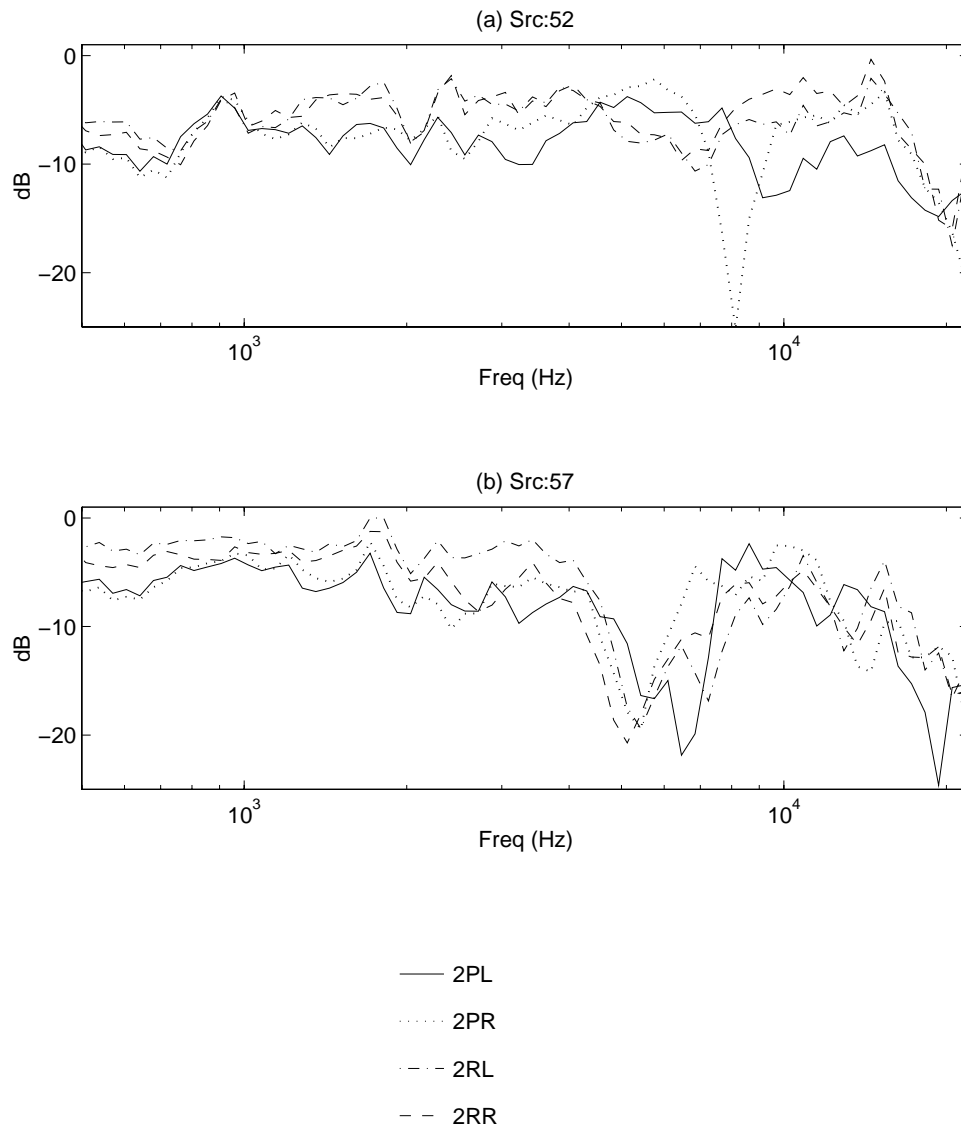 (a) Src:52
0
−10
−20
dB
10^3
10^4
Freq (Hz)
(b) Src:57
0
−10
−20
dB
10^3
10^4
Freq (Hz)
2PL
2PR
2RL
2RR